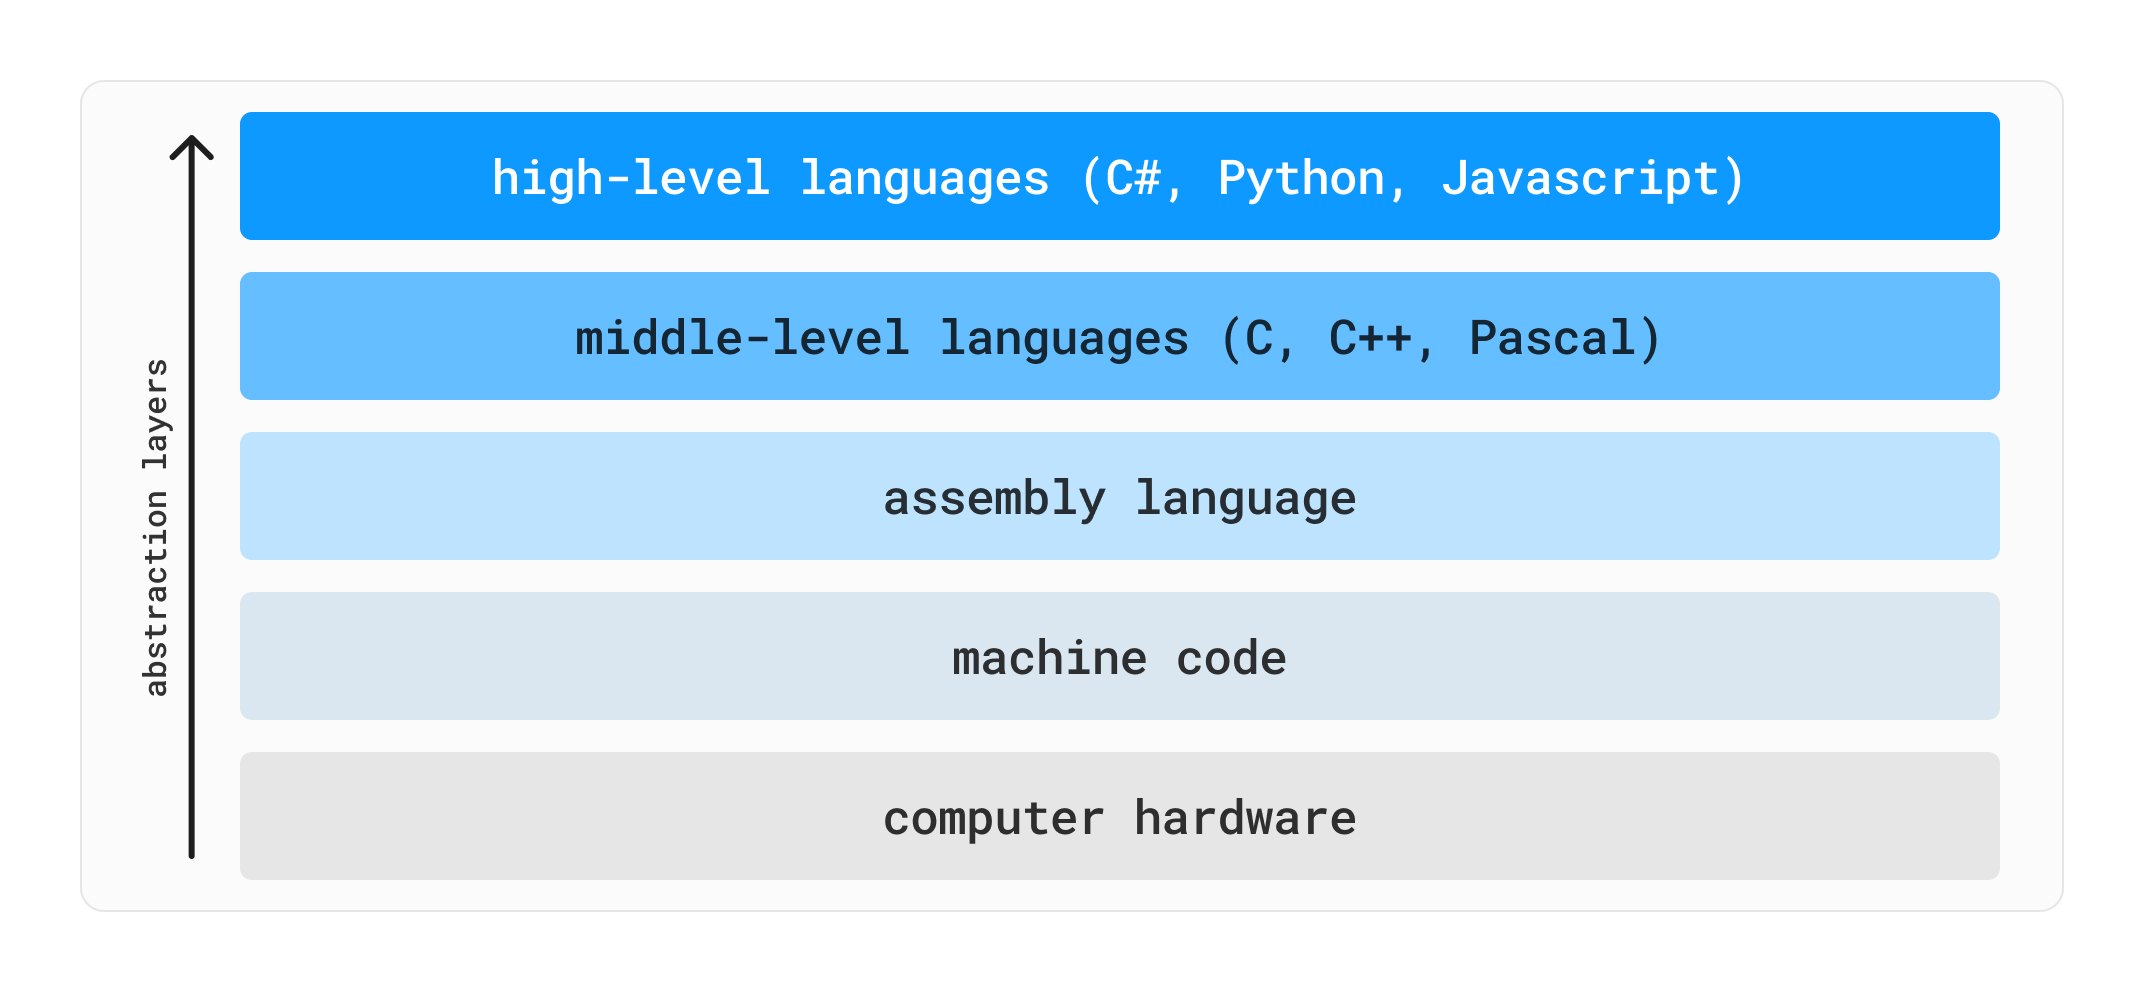 abstraction layers
high-level languages (C#, Python, Javascript)
middle-level languages (C, C++, Pascal)
assembly language
machine code
computer hardware